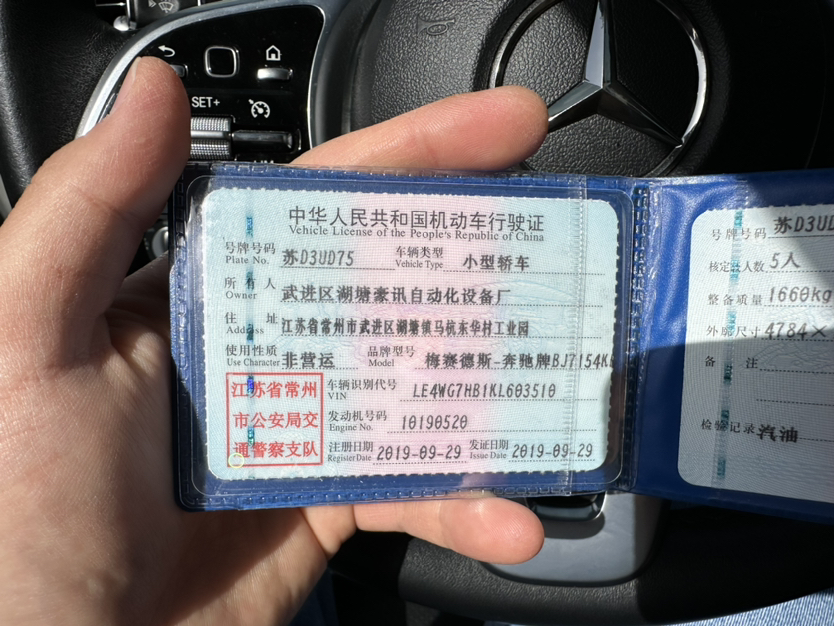 SET+
中华人民共和国机动车行驶证
Vehicle License of the People's Republic of China
号牌号码 苏D3UD75 车辆类型 小型轿车
Plate No. Vehicle Type
所有人 武进区湖塘豪讯自动化设备厂
Owner
住址 江苏省常州市武进区湖塘镇马杭东华村工业园
Address
使用性质 非营运 品牌型号 梅赛德斯-奔驰牌BJ7154K
Use Character Model
江苏省常州
市公安局交
通警察支队
车辆识别代号 LE4WG7HB1KL603510
VIN
发动机号码 10190520
Engine No.
注册日期 2019-09-29 发证日期 2019-09-29
Register Date Issue Date
号牌号码 苏D3UD
核定载人数 5人
整备质量 1660kg
外廓尺寸 4784×
备注
检验记录 汽油